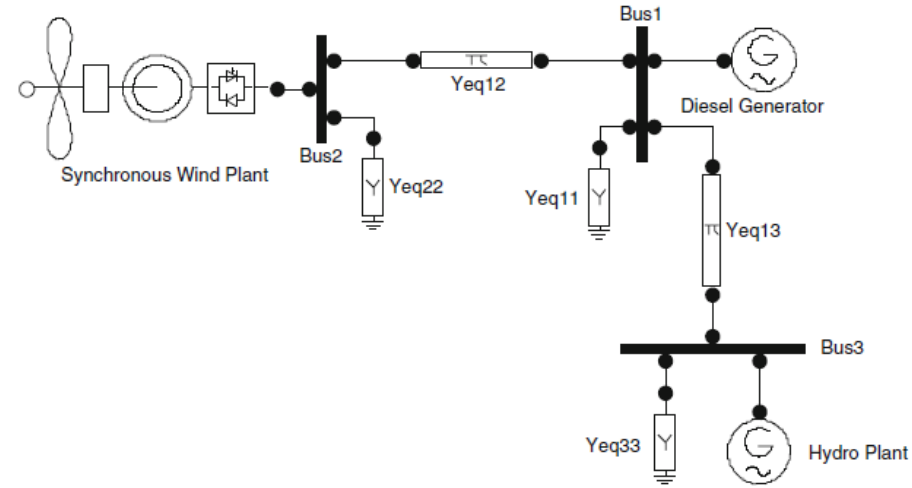 Bus1
Yeq12
G
Diesel Generator
Bus2
Synchronous Wind Plant
Y
Yeq22
Yeq11
Y
π
Yeq13
π
Bus3
Yeq33
Y
G
Hydro Plant